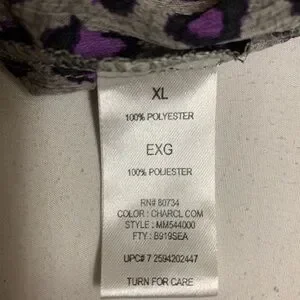 XL
100% POLYESTER
EXG
100% POLIESTER
RN# 80734
COLOR : CHARCL COM
STYLE : MM544000
FTY : B919SEA
UPC# 7 2594202447
TURN FOR CARE